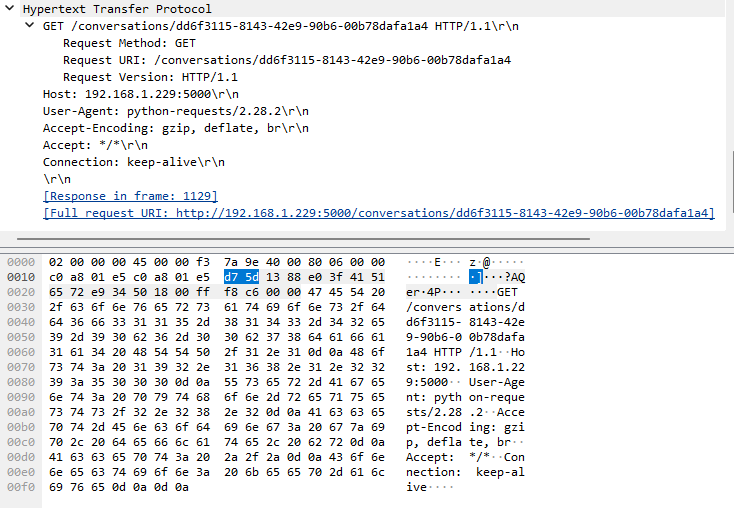 Hypertext Transfer Protocol
GET /conversations/dd6f3115-8143-42e9-90b6-00b78dafa1a4 HTTP/1.1\r\n
Request Method: GET
Request URI: /conversations/dd6f3115-8143-42e9-90b6-00b78dafa1a4
Request Version: HTTP/1.1
Host: 192.168.1.229:5000\r\n
User-Agent: python-requests/2.28.2\r\n
Accept-Encoding: gzip, deflate, br\r\n
Accept: */*\r\n
Connection: keep-alive\r\n
\r\n
[Response in frame: 1129]
[Full request URI: http://192.168.1.229:5000/conversations/dd6f3115-8143-42e9-90b6-00b78dafa1a4]
0000 02 00 00 00 45 00 00 f3 7a 9e 40 00 80 06 00 00 ····E··· z·@·····
0010 c0 a8 01 e5 c0 a8 01 e5 d7 5d 13 88 e0 3f 41 51 ········ ·]···?AQ
0020 65 72 e9 34 50 18 00 ff f8 c6 00 00 47 45 54 20 er·4P··· ····GET
0030 2f 63 6f 6e 76 65 72 73 61 74 69 6f 6e 73 2f 64 /convers ations/d
0040 64 36 66 33 31 31 35 2d 38 31 34 33 2d 34 32 65 d6f3115- 8143-42e
0050 39 2d 39 30 62 36 2d 30 30 62 37 38 64 61 66 61 9-90b6-0 0b78dafa
0060 31 61 34 20 48 54 54 50 2f 31 2e 31 0d 0a 48 6f 1a4 HTTP /1.1··Ho
0070 73 74 3a 20 31 39 32 2e 31 36 38 2e 31 2e 32 32 st: 192. 168.1.22
0080 39 3a 35 30 30 30 0d 0a 55 73 65 72 2d 41 67 65 9:5000·· User-Age
0090 6e 74 3a 20 70 79 74 68 6f 6e 2d 72 65 71 75 65 nt: pyth on-reque
00a0 73 74 73 2f 32 2e 32 38 2e 32 0d 0a 41 63 63 65 sts/2.28 .2··Acce
00b0 70 74 2d 45 6e 63 6f 64 69 6e 67 3a 20 67 7a 69 pt-Encod ing: gzi
00c0 70 2c 20 64 65 66 6c 61 74 65 2c 20 62 72 0d 0a p, defla te, br··
00d0 41 63 63 65 70 74 3a 20 2a 2f 2a 0d 0a 43 6f 6e Accept: */*··Con
00e0 6e 65 63 74 69 6f 6e 3a 20 6b 65 65 70 2d 61 6c nection: keep-al
00f0 69 76 65 0d 0a 0d 0a ive····